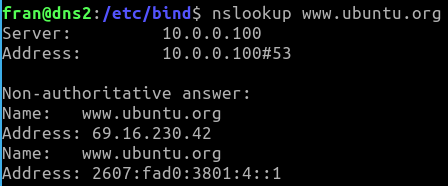 fran@dns2:/etc/bind$ nslookup www.ubuntu.org
Server: 10.0.0.100
Address: 10.0.0.100#53
Non-authoritative answer:
Name: www.ubuntu.org
Address: 69.16.230.42
Name: www.ubuntu.org
Address: 2607:fad0:3801:4::1